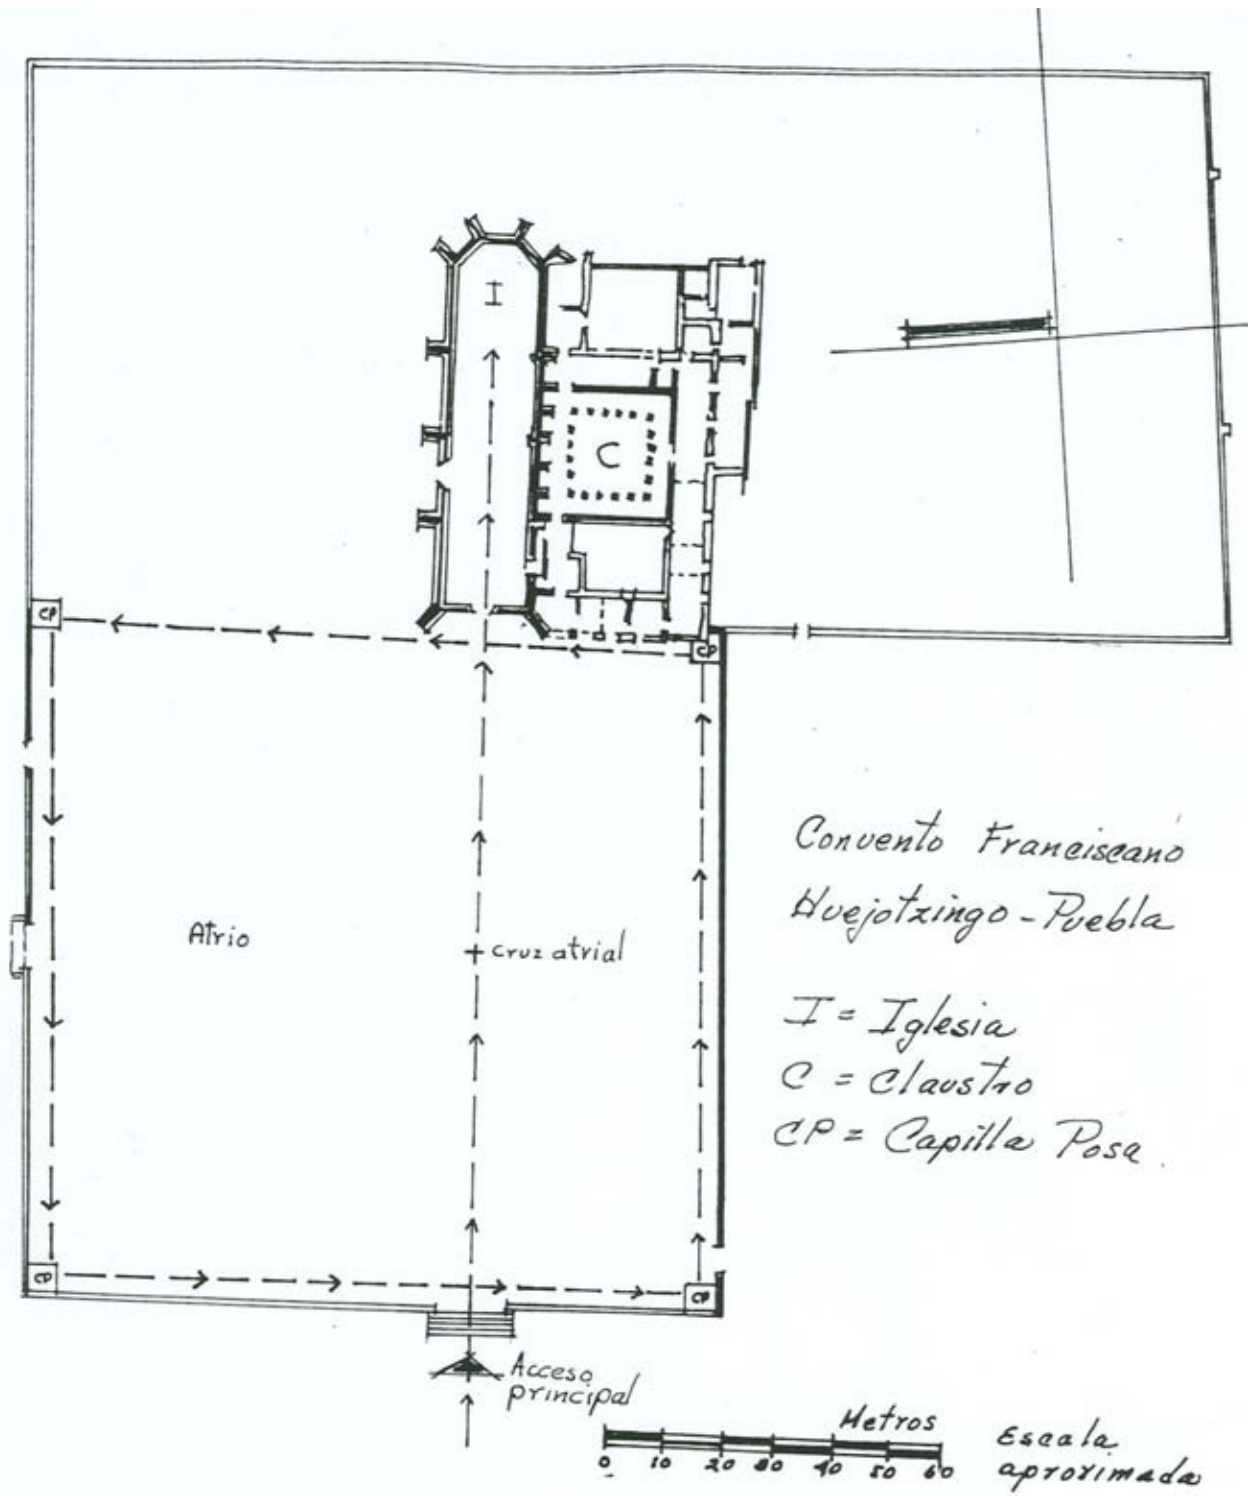 I
C
CP
CP
Atrio
cruz atrial
Convento Franciscano
Huejotzingo - Puebla
I = Iglesia
C = Claustro
CP = Capilla Posa
CP
CP
Acceso
principal
Metros
0 10 20 30 40 50 60
Escala
aproximada